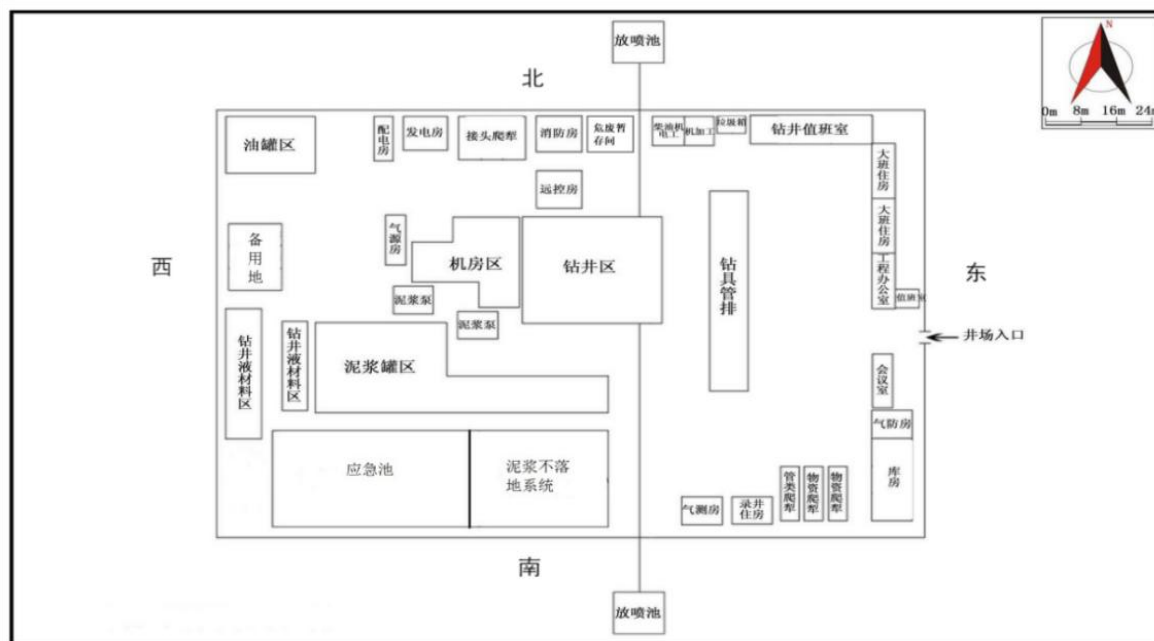 放喷池
N
0m 8m 16m 24m
北
油罐区
配电房
发电房
接头爬犁
消防房
危废暂
存间
柴油机
电工
机加工
垃圾箱
钻井值班室
大班住房
远控房
大班住房
气源房
备用地
机房区
钻井区
钻具管排
工程办公室
西
东
泥浆泵
值班室
泥浆泵
井场入口
钻井液材料区
钻井液材料区
泥浆罐区
会议室
气防房
应急池
泥浆不落
地系统
库房
管类爬犁
物资爬犁
物资爬犁
气测房
录井
住房
南
放喷池